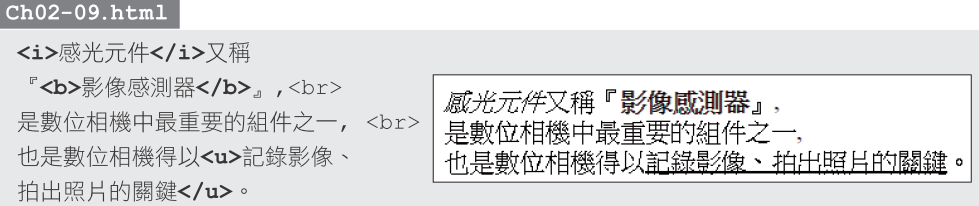 Ch02-09.html
<i>感光元件</i>又稱
『<b>影像感測器</b>』,<br>
是數位相機中最重要的組件之一, <br>
也是數位相機得以<u>記錄影像、
拍出照片的關鍵</u>。
感光元件又稱『影像感測器』,
是數位相機中最重要的組件之一,
也是數位相機得以記錄影像、拍出照片的關鍵。